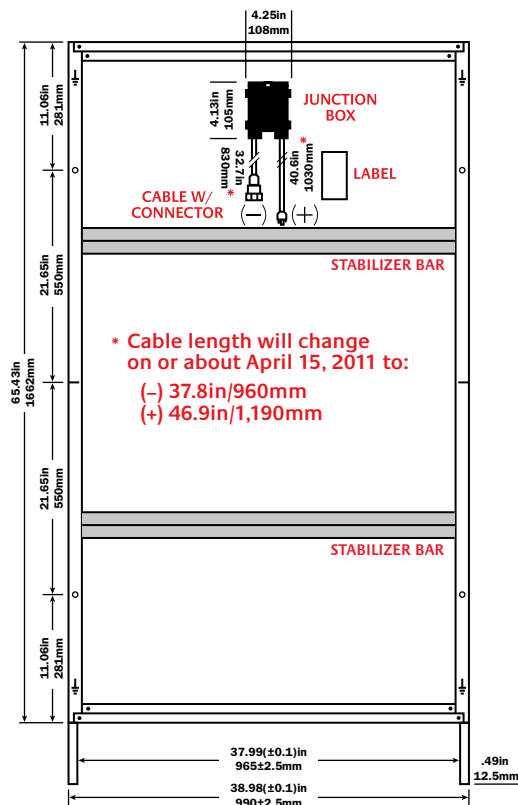 4.25in
108mm
11.06in
281mm
4.13in
105mm
JUNCTION
BOX
32.7in
830mm
*
40.6in
1030mm
*
LABEL
CABLE W/
CONNECTOR
(−) (+)
STABILIZER BAR
21.65in
550mm
* Cable length will change
on or about April 15, 2011 to:
(–) 37.8in/960mm
(+) 46.9in/1,190mm
65.43in
1662mm
21.65in
550mm
STABILIZER BAR
11.06in
281mm
37.99(±0.1)in
965±2.5mm
.49in
12.5mm
38.98(±0.1)in
990±2.5mm